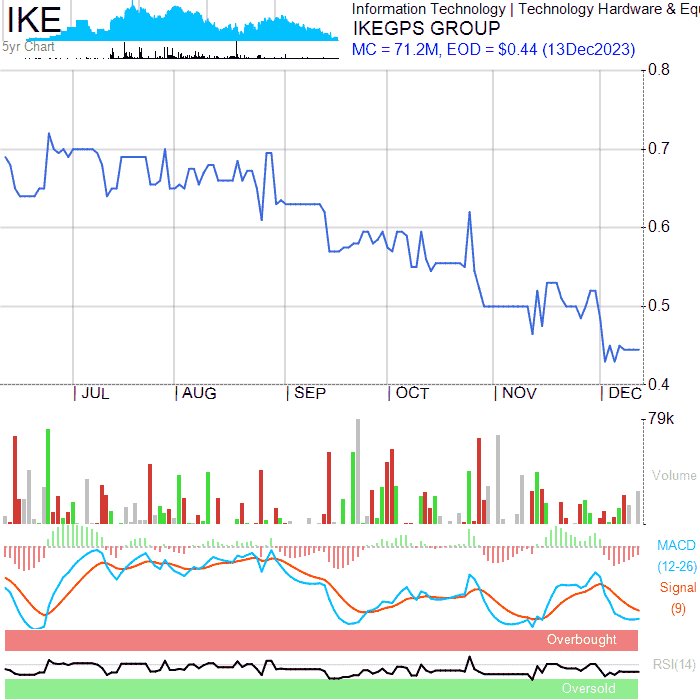 IKE
Information Technology | Technology Hardware & Equ
IKEGPS GROUP
5yr Chart
MC = 71.2M, EOD = $0.44 (13Dec2023)
0.8
0.7
0.6
0.5
0.4
JUL
AUG
SEP
OCT
NOV
DEC
79k
Volume
MACD
(12-26)
Signal
(9)
Overbought
RSI(14)
Oversold